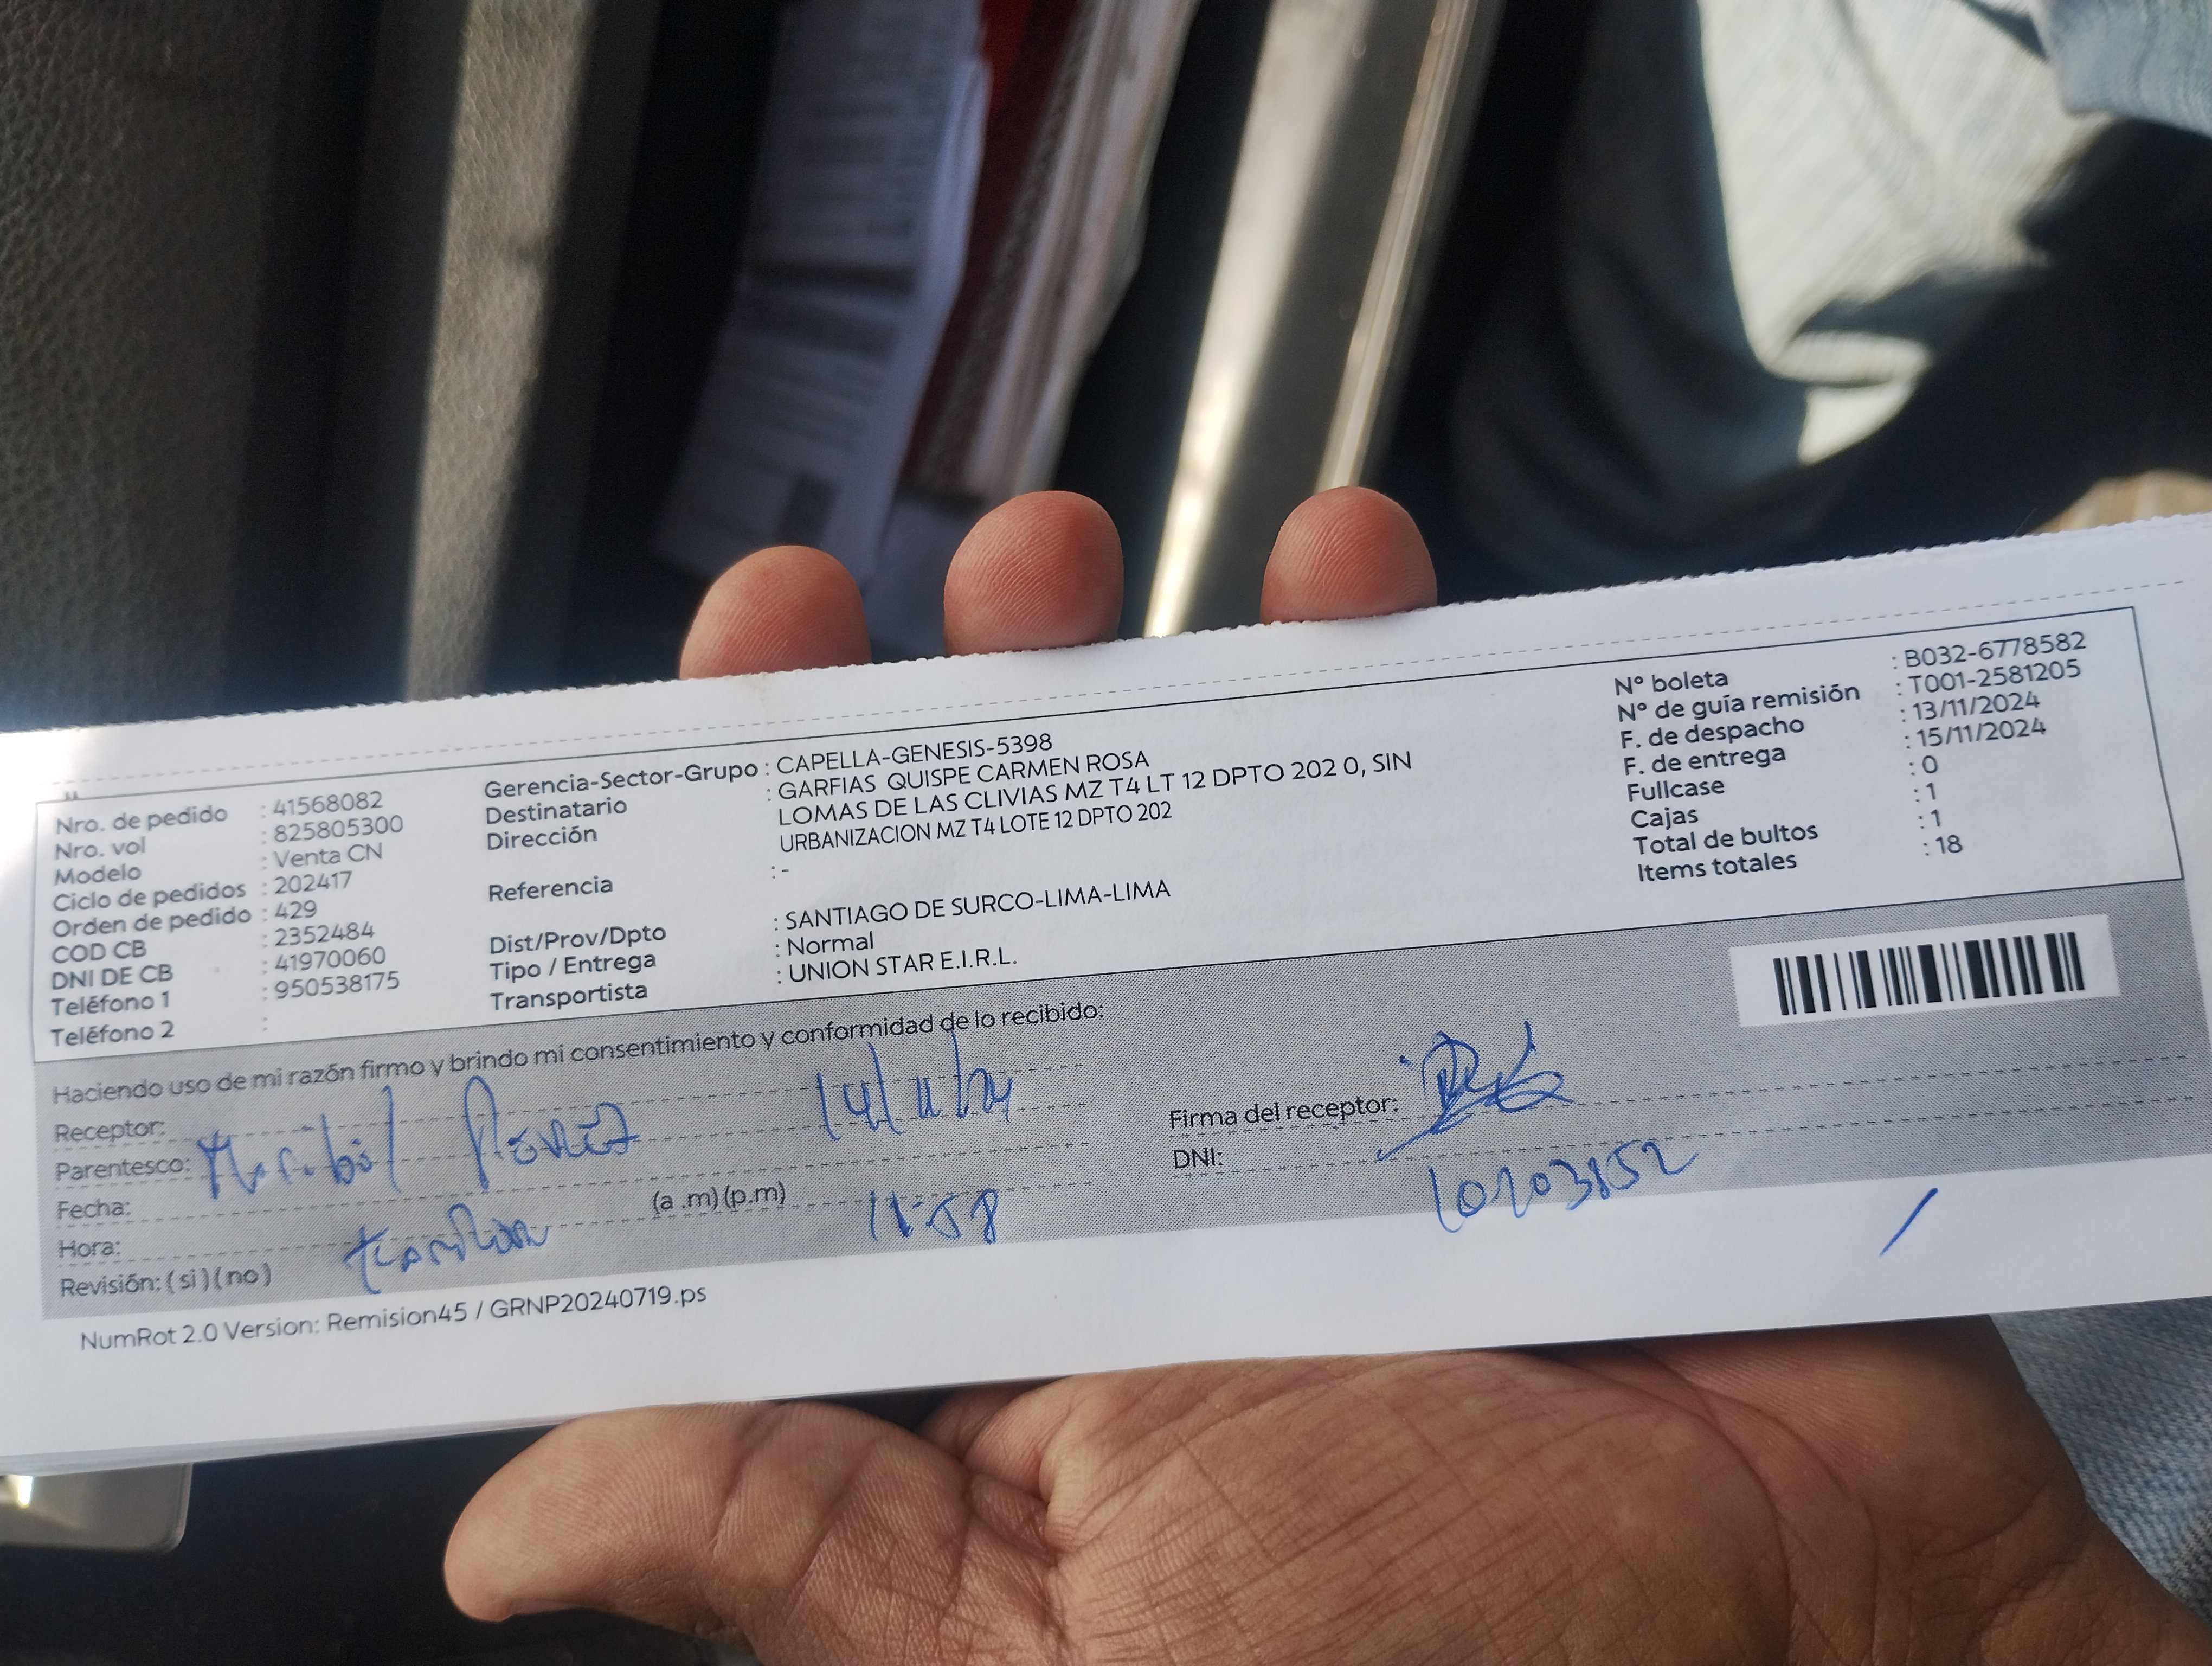 Nro. de pedido : 41568082
Nro. vol : 825805300
Modelo : Venta CN
Ciclo de pedidos : 202417
Orden de pedido : 429
COD CB : 2352484
DNI DE CB : 41970060
Teléfono 1 : 950538175
Teléfono 2 :
Gerencia-Sector-Grupo : CAPELLA-GENESIS-5398
Destinatario : GARFIAS QUISPE CARMEN ROSA
Dirección LOMAS DE LAS CLIVIAS MZ T4 LT 12 DPTO 202 0, SIN
URBANIZACION MZ T4 LOTE 12 DPTO 202
Referencia : -
Dist/Prov/Dpto : SANTIAGO DE SURCO-LIMA-LIMA
Tipo / Entrega : Normal
Transportista : UNION STAR E.I.R.L.
N° boleta : B032-6778582
N° de guía remisión : T001-2581205
F. de despacho : 13/11/2024
F. de entrega : 15/11/2024
Fullcase : 0
Cajas : 1
Total de bultos : 1
Items totales : 18
Haciendo uso de mi razón firmo y brindo mi consentimiento y conformidad de lo recibido:
Receptor:
Parentesco: 14/11/24
Fecha:
Hora: (a .m) (p.m) 11:58
Revisión: ( si ) ( no )
Firma del receptor:
DNI:
NumRot 2.0 Version: Remision45 / GRNP20240719.ps